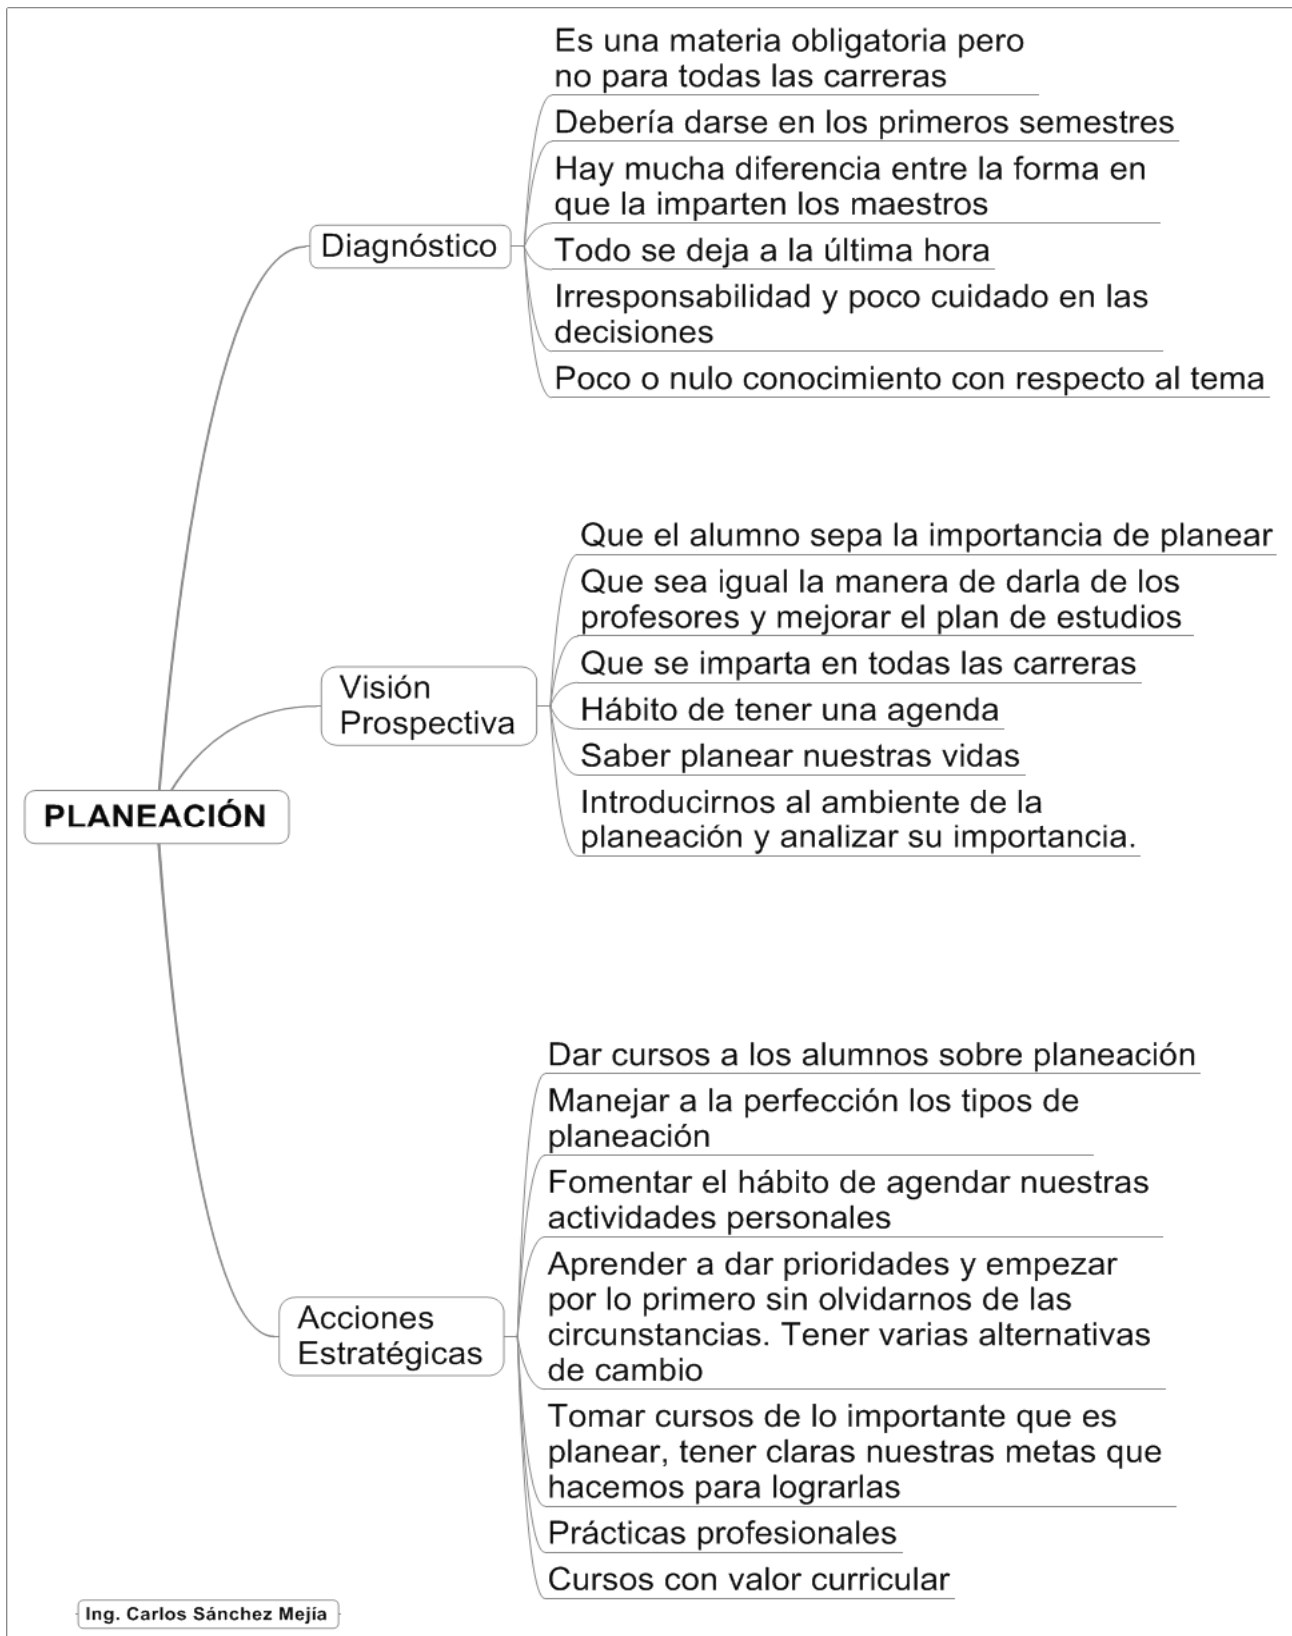 Es una materia obligatoria pero
no para todas las carreras
Debería darse en los primeros semestres
Hay mucha diferencia entre la forma en
que la imparten los maestros
Diagnóstico
Todo se deja a la última hora
Irresponsabilidad y poco cuidado en las
decisiones
Poco o nulo conocimiento con respecto al tema
Que el alumno sepa la importancia de planear
Que sea igual la manera de darla de los
profesores y mejorar el plan de estudios
Que se imparta en todas las carreras
Visión
Prospectiva
Hábito de tener una agenda
Saber planear nuestras vidas
Introducirnos al ambiente de la
planeación y analizar su importancia.
PLANEACIÓN
Dar cursos a los alumnos sobre planeación
Manejar a la perfección los tipos de
planeación
Fomentar el hábito de agendar nuestras
actividades personales
Aprender a dar prioridades y empezar
por lo primero sin olvidarnos de las
circunstancias. Tener varias alternativas
de cambio
Acciones
Estratégicas
Tomar cursos de lo importante que es
planear, tener claras nuestras metas que
hacemos para lograrlas
Prácticas profesionales
Cursos con valor curricular
Ing. Carlos Sánchez Mejía